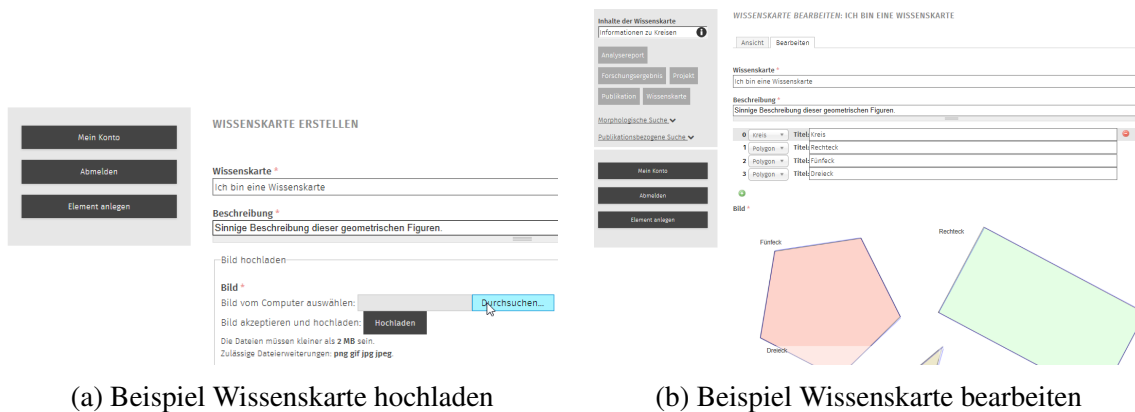 WISSENSKARTE ERSTELLEN
Mein Konto
Abmelden
Element anlegen
Wissenskarte *
Ich bin eine Wissenskarte
Beschreibung *
Sinnige Beschreibung dieser geometrischen Figuren.
Bild hochladen
Bild *
Bild vom Computer auswählen: Durchsuchen...
Bild akzeptieren und hochladen: Hochladen
Die Dateien müssen kleiner als 2 MB sein.
Zulässige Dateierweiterungen: png gif jpg jpeg.
(a) Beispiel Wissenskarte hochladen
Inhalte der Wissenskarte
Informationen zu Kreisen i
Analysereport
Forschungsergebnis Projekt
Publikation Wissenskarte
Morphologische Suche
Publikationsbezogene Suche
Mein Konto
Abmelden
Element anlegen
WISSENSKARTE BEARBEITEN: ICH BIN EINE WISSENSKARTE
Ansicht Bearbeiten
Wissenskarte *
Ich bin eine Wissenskarte
Beschreibung *
Sinnige Beschreibung dieser geometrischen Figuren.
0 Kreis Titel: Kreis
1 Polygon Titel: Rechteck
2 Polygon Titel: Fünfeck
3 Polygon Titel: Dreieck
Bild *
Fünfeck
Rechteck
Dreieck
(b) Beispiel Wissenskarte bearbeiten